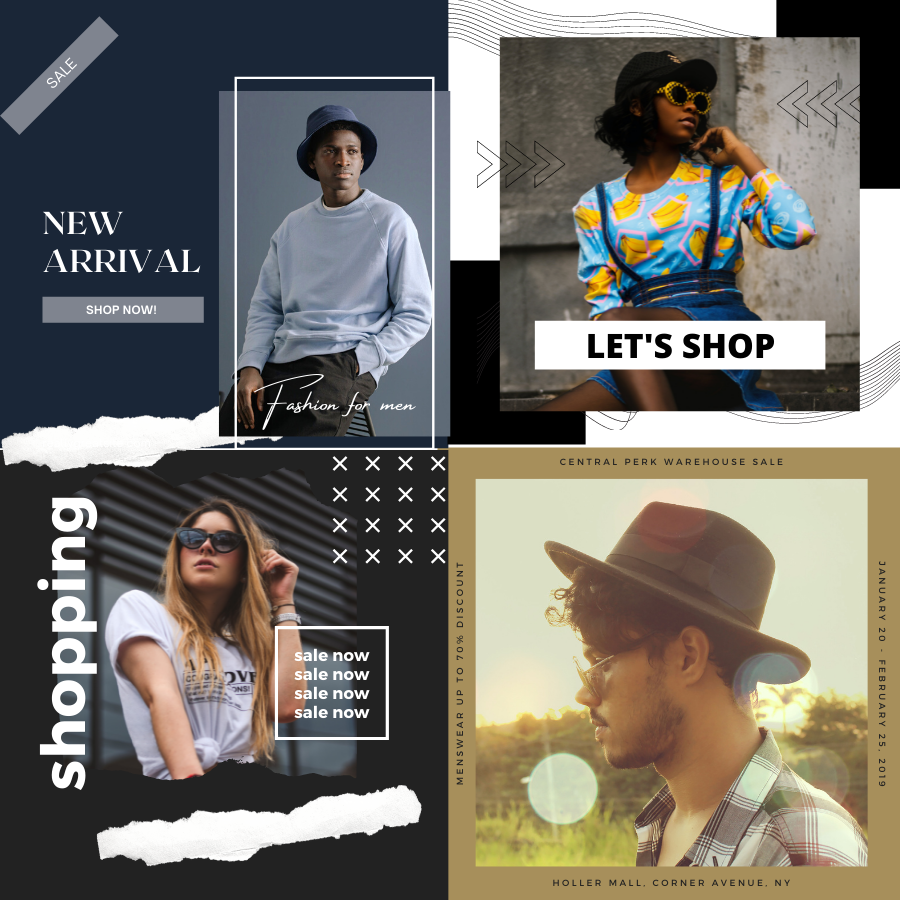 SALE
NEW
ARRIVAL
SHOP NOW!
Fashion for men
LET'S SHOP
shopping
sale now
sale now
sale now
sale now
CENTRAL PERK WAREHOUSE SALE
MENSWEAR UP TO 70% DISCOUNT
JANUARY 20 - FEBRUARY 25, 2019
HOLLER MALL, CORNER AVENUE, NY